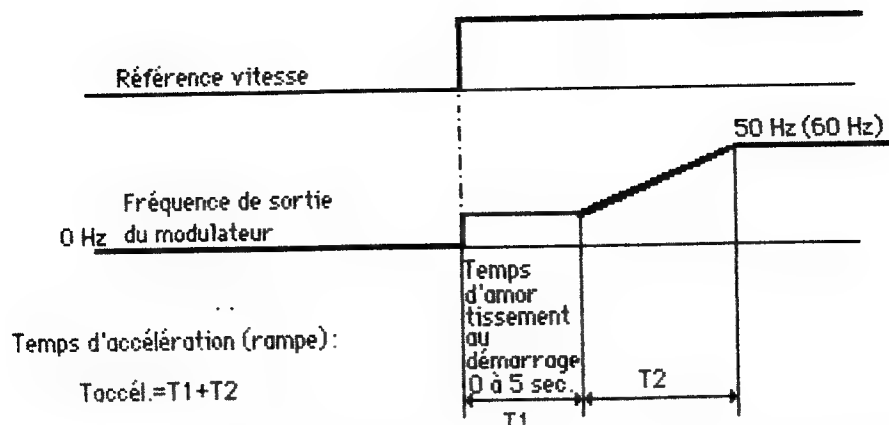 Référence vitesse
50 Hz (60 Hz)
Fréquence de sortie
0 Hz du modulateur
Temps
d'amor
tissement
au
démarrage
0 à 5 sec.
Temps d'accélération (rampe) :
Taccél.=T1+T2
T1
T2